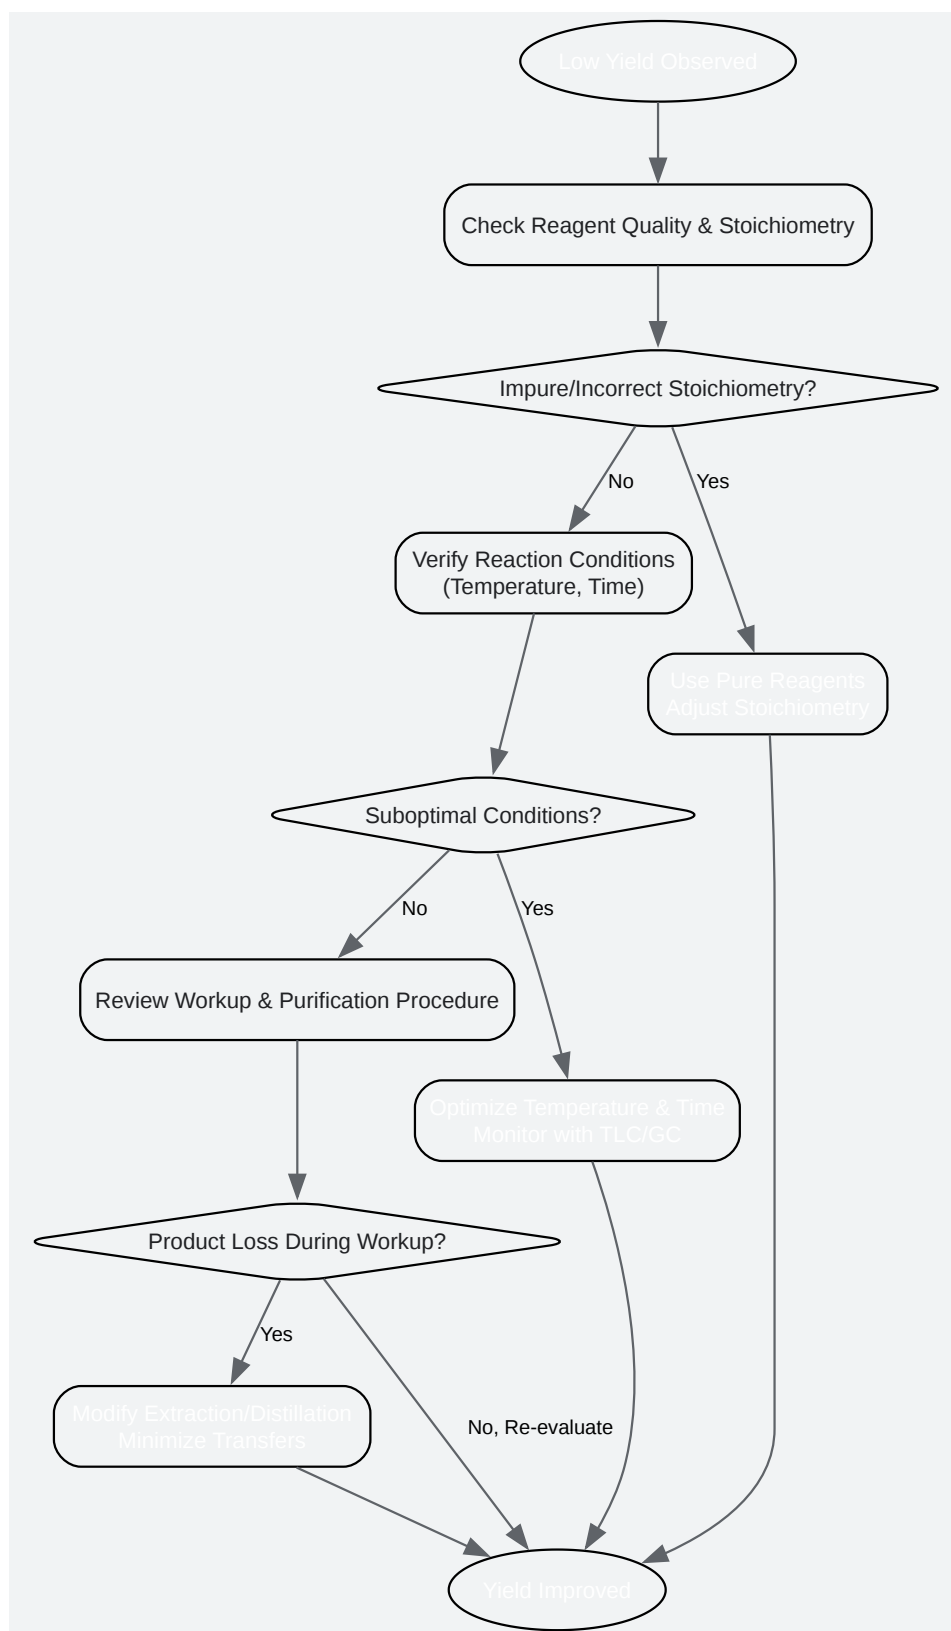 Low Yield Observed
Check Reagent Quality & Stoichiometry
Impure/Incorrect Stoichiometry?
No
Yes
Verify Reaction Conditions
(Temperature, Time)
Use Pure Reagents
Adjust Stoichiometry
Suboptimal Conditions?
No
Yes
Review Workup & Purification Procedure
Optimize Temperature & Time
Monitor with TLC/GC
Product Loss During Workup?
Yes
Modify Extraction/Distillation
Minimize Transfers
No, Re-evaluate
Yield Improved